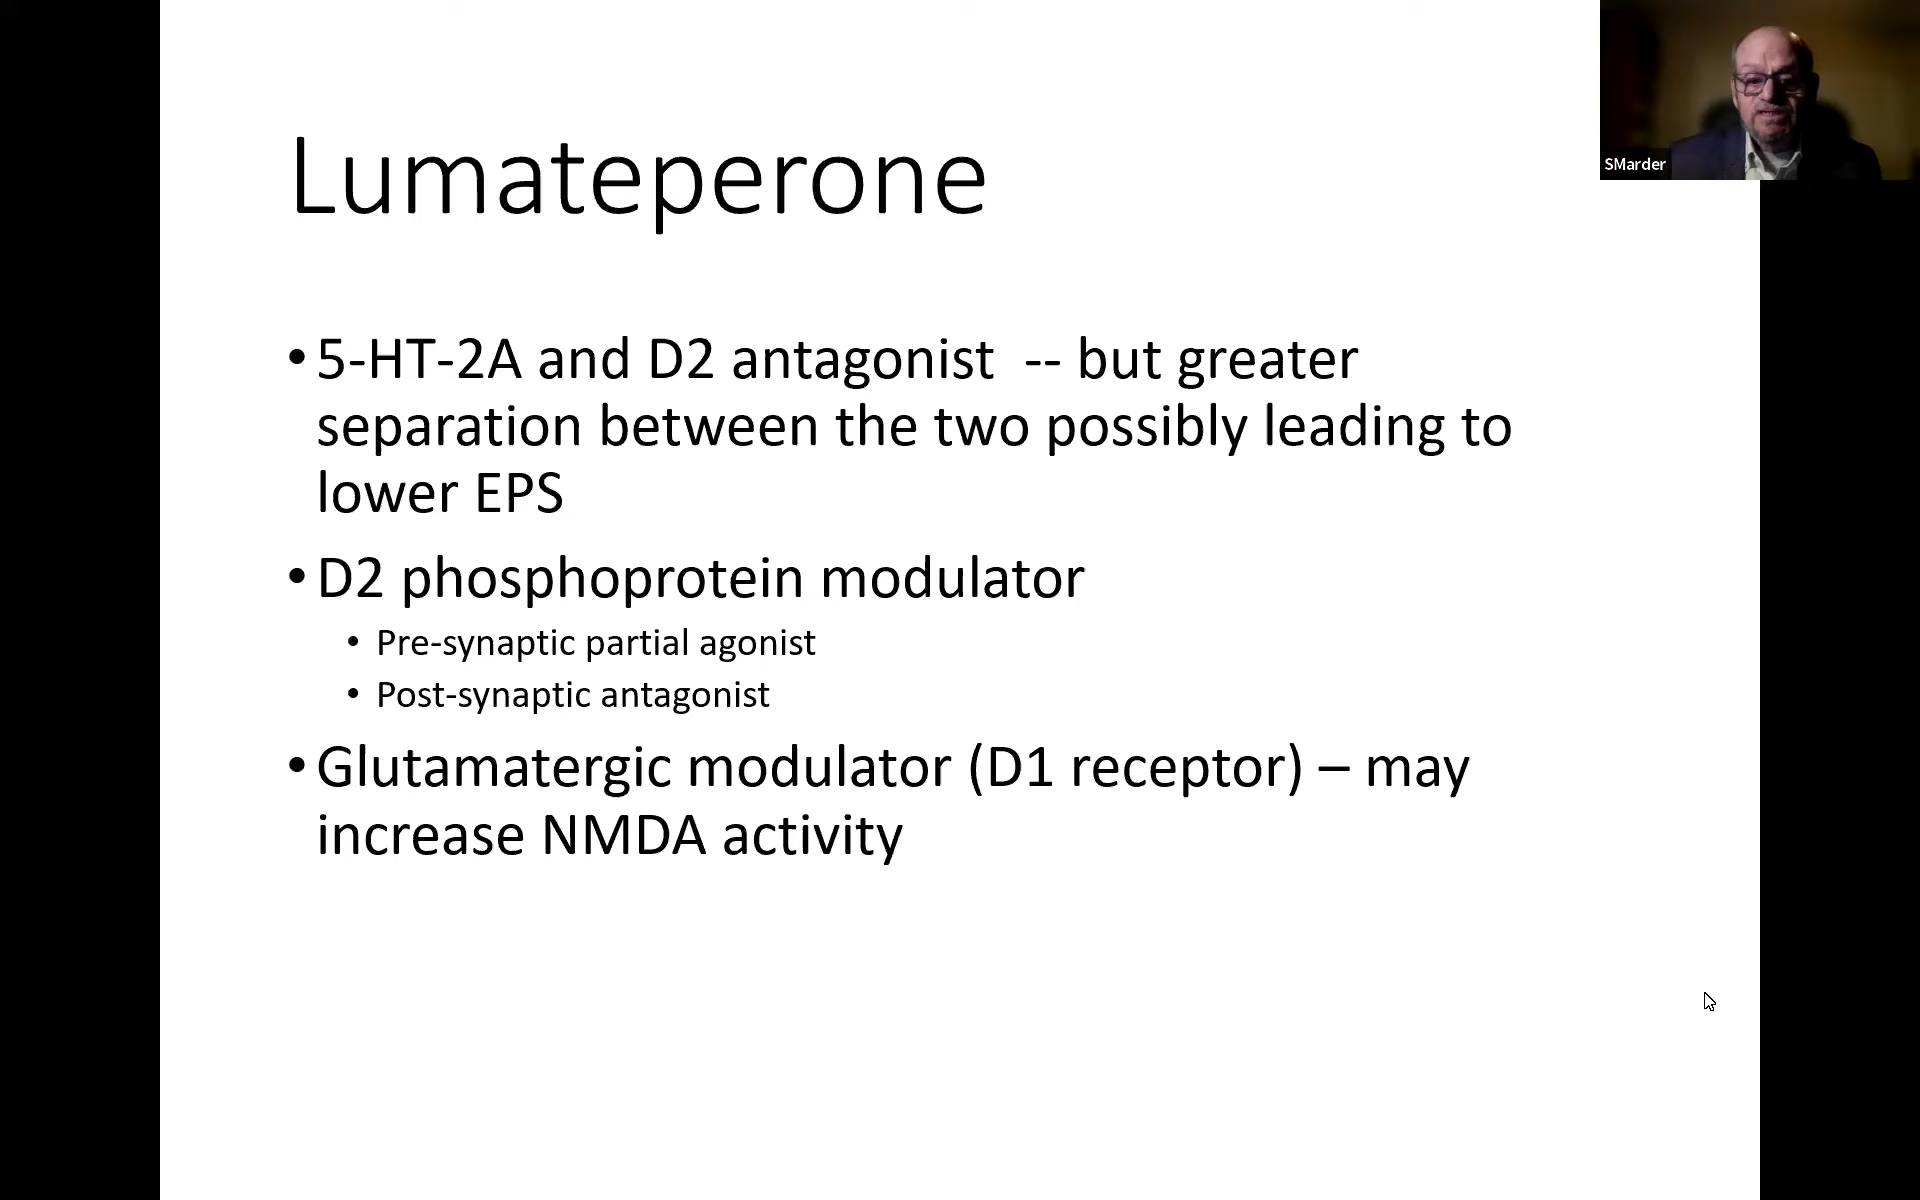 SMarder
Lumateperone
• 5-HT-2A and D2 antagonist  -- but greater
separation between the two possibly leading to
lower EPS
• D2 phosphoprotein modulator
• Pre-synaptic partial agonist
• Post-synaptic antagonist
• Glutamatergic modulator (D1 receptor) – may
increase NMDA activity